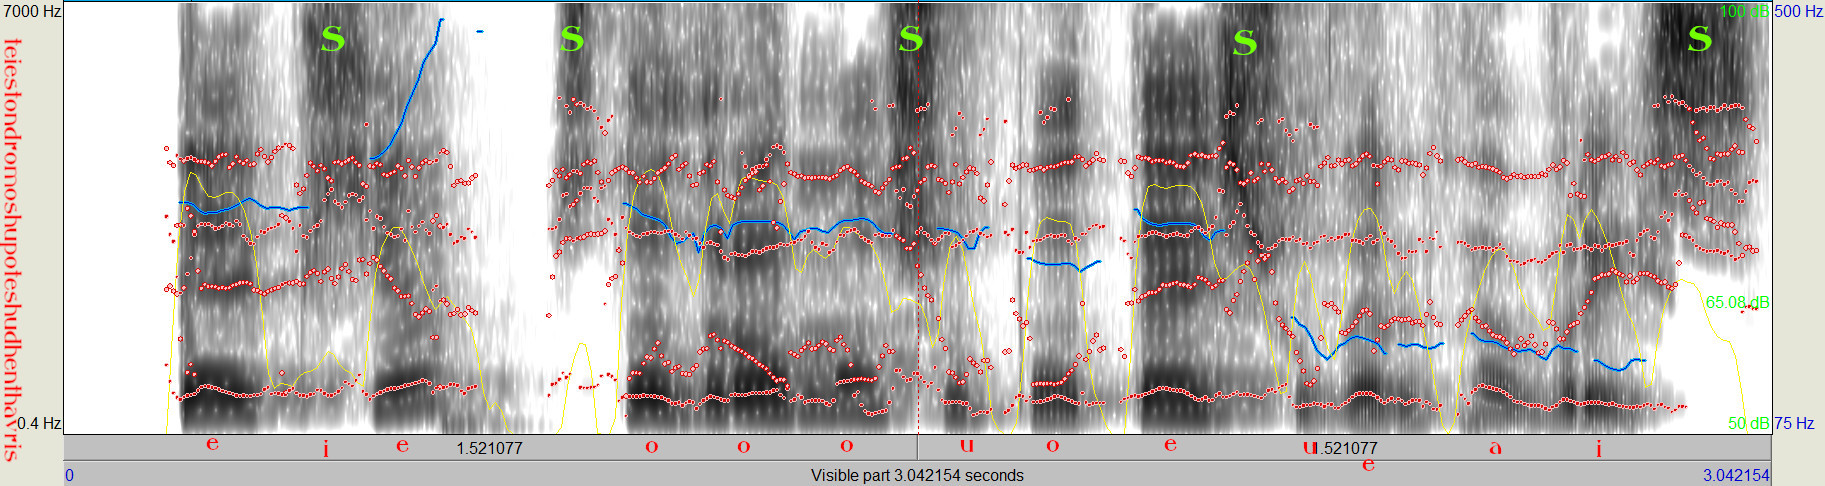 7000 Hz
s s s s s
100 dB 500 Hz
teiestondromoshupoteshudhenthavris
65.08 dB
0.4 Hz
50 dB 75 Hz
e i e 1.521077 o o o u o e u 1.521077 e a i
0 Visible part 3.042154 seconds 3.042154